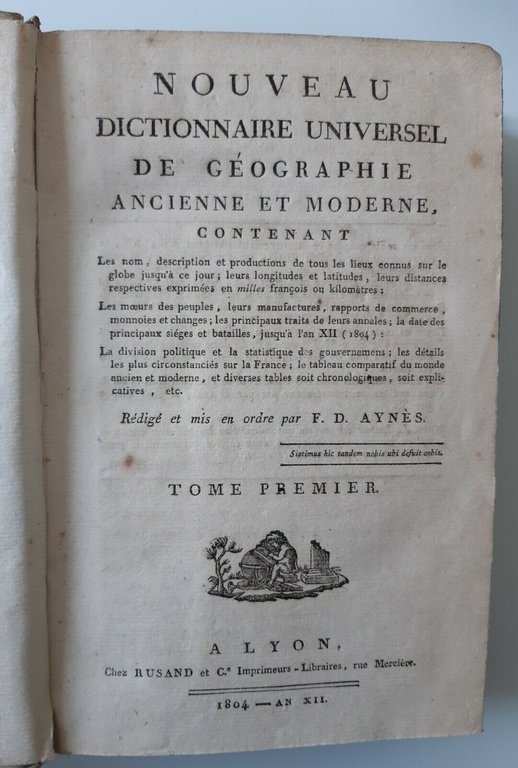 NOUVEAU
DICTIONNAIRE UNIVERSEL
DE GÉOGRAPHIE
ANCIENNE ET MODERNE,
CONTENANT
Les nom, description et productions de tous les lieux connus sur le
globe jusqu'à ce jour; leurs longitudes et latitudes, leurs distances
respectives exprimées en milles françois ou kilomètres;
Les mœurs des peuples, leurs manufactures, rapports de commerce,
monnoies et changes; les principaux traits de leurs annales; la date des
principaux siéges et batailles, jusqu'à l'an XII (1804):
La division politique et la statistique des gouvernemens; les détails
les plus circonstanciés sur la France; le tableau comparatif du monde
ancien et moderne, et diverses tables soit chronologiques, soit expli-
catives, etc.
Rédigé et mis en ordre par F. D. AYNÈS.
Sistimus hic tandem nobis ubi defuit orbis.
TOME PREMIER.
A LYON,
Chez RUSAND et C.e Imprimeurs-Libraires, rue Mercière.
1804. — AN XII.